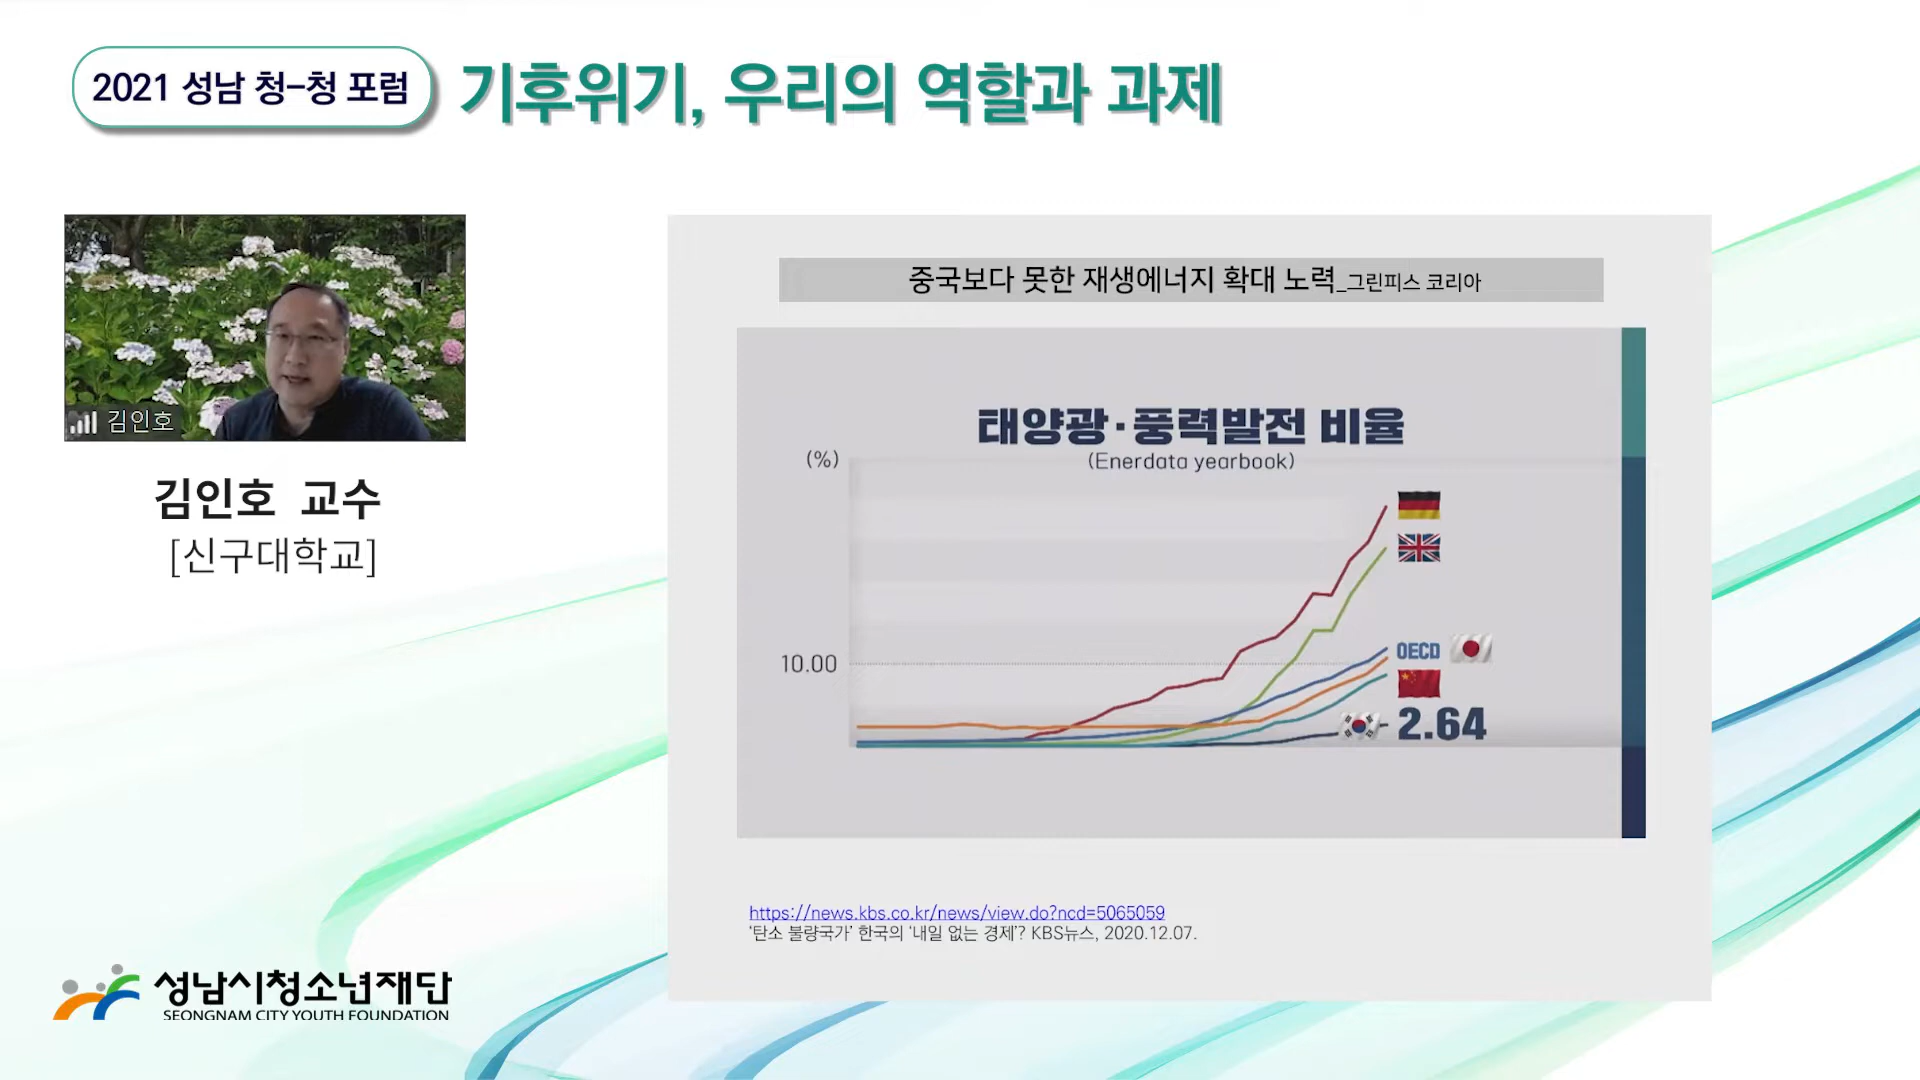 2021 성남 청-청 포럼
기후위기, 우리의 역할과 과제
김인호
김인호 교수
[신구대학교]
중국보다 못한 재생에너지 확대 노력_그린피스 코리아
태양광·풍력발전 비율
(Enerdata yearbook)
(%)
OECD
10.00
2.64
https://news.kbs.co.kr/news/view.do?ncd=5065059
‘탄소 불량국가’ 한국의 ‘내일 없는 경제’? KBS뉴스, 2020.12.07.
성남시청소년재단
SEONGNAM CITY YOUTH FOUNDATION